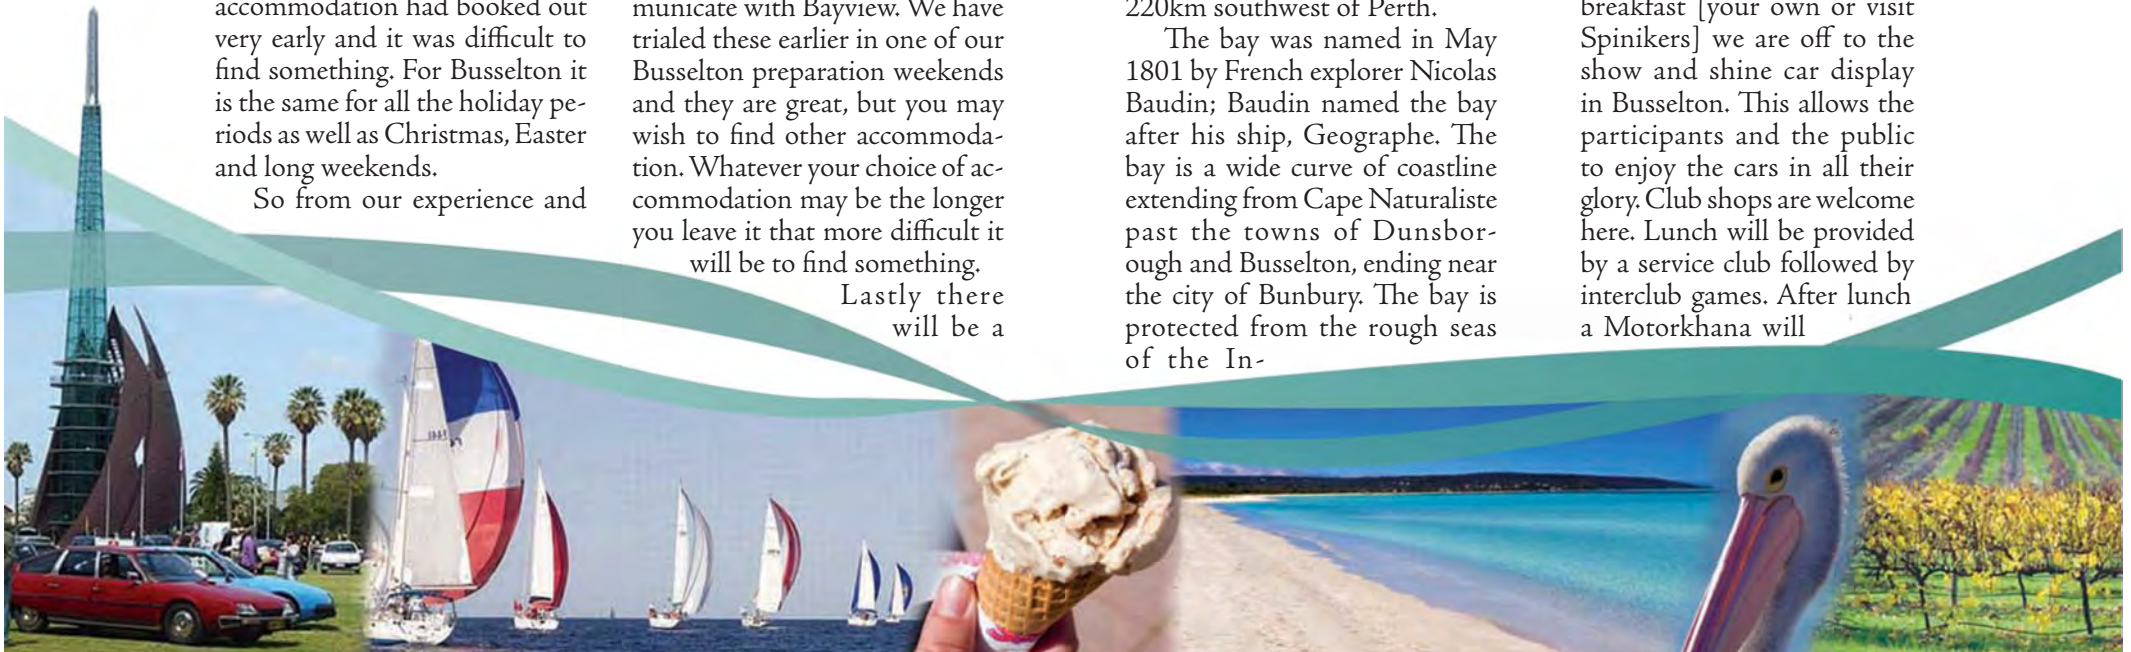 accommodation had booked out
very early and it was difficult to
find something. For Busselton it
is the same for all the holiday pe-
riods as well as Christmas, Easter
and long weekends.
So from our experience and
municate with Bayview. We have
trialed these earlier in one of our
Busselton preparation weekends
and they are great, but you may
wish to find other accommoda-
tion. Whatever your choice of ac-
commodation may be the longer
you leave it that more difficult it
will be to find something.
Lastly there
will be a
220km southwest of Perth.
The bay was named in May
1801 by French explorer Nicolas
Baudin; Baudin named the bay
after his ship, Geographe. The
bay is a wide curve of coastline
extending from Cape Naturaliste
past the towns of Dunsbor-
ough and Busselton, ending near
the city of Bunbury. The bay is
protected from the rough seas
of the In-
breakfast [your own or visit
Spinikers] we are off to the
show and shine car display
in Busselton. This allows the
participants and the public
to enjoy the cars in all their
glory. Club shops are welcome
here. Lunch will be provided
by a service club followed by
interclub games. After lunch
a Motorkhana will